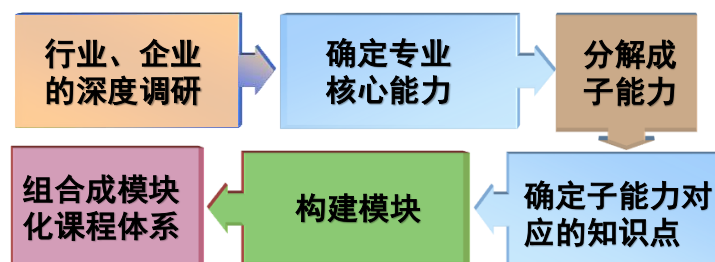 行业、企业
的深度调研
确定专业
核心能力
分解成
子能力
确定子能力对
应的知识点
构建模块
组合成模块
化课程体系